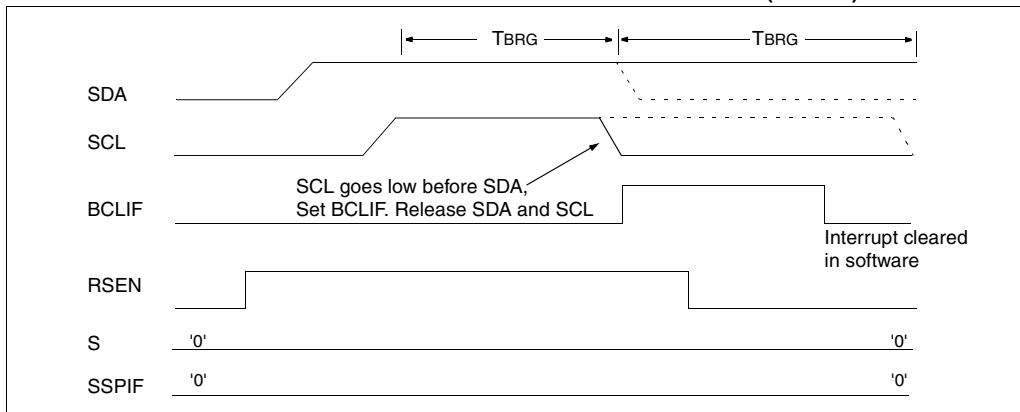 TBRG TBRG
SDA
SCL
SCL goes low before SDA,
Set BCLIF. Release SDA and SCL
BCLIF
Interrupt cleared
in software
RSEN
S '0' '0'
SSPIF '0' '0'